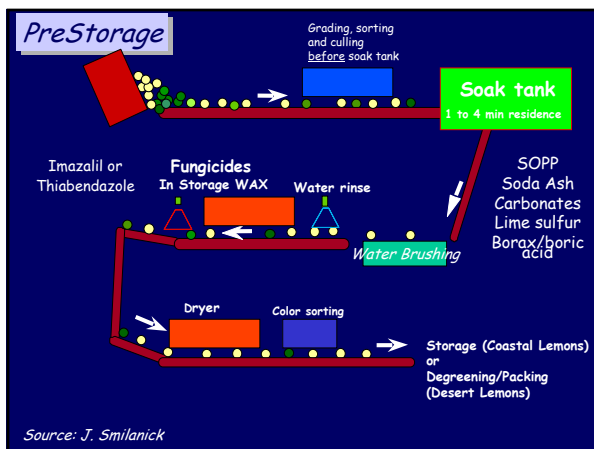 PreStorage
Grading, sorting
and culling
before soak tank
Soak tank
1 to 4 min residence
Imazalil or
Thiabendazole
Fungicides
In Storage WAX
Water rinse
SOPP
Soda Ash
Carbonates
Lime sulfur
Borax/boric
acid
Water Brushing
Dryer
Color sorting
Storage (Coastal Lemons)
or
Degreening/Packing
(Desert Lemons)
Source: J. Smilanick